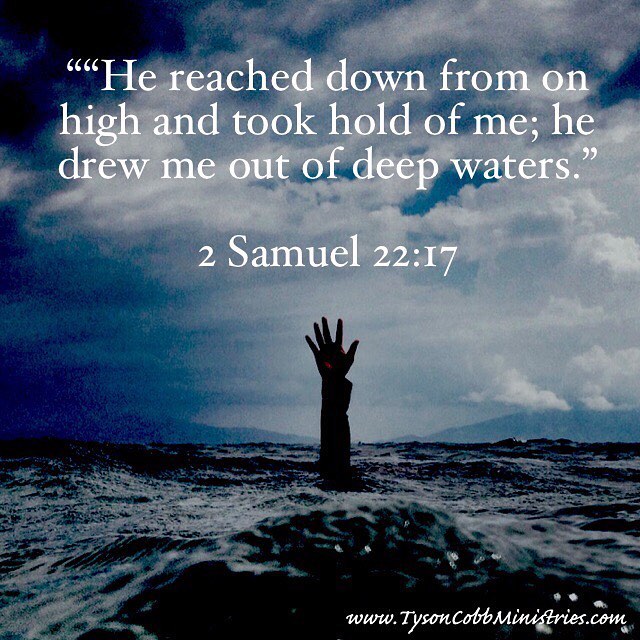 ““He reached down from on
high and took hold of me; he
drew me out of deep waters.”
2 Samuel 22:17
www.TysonCobbMinistries.com